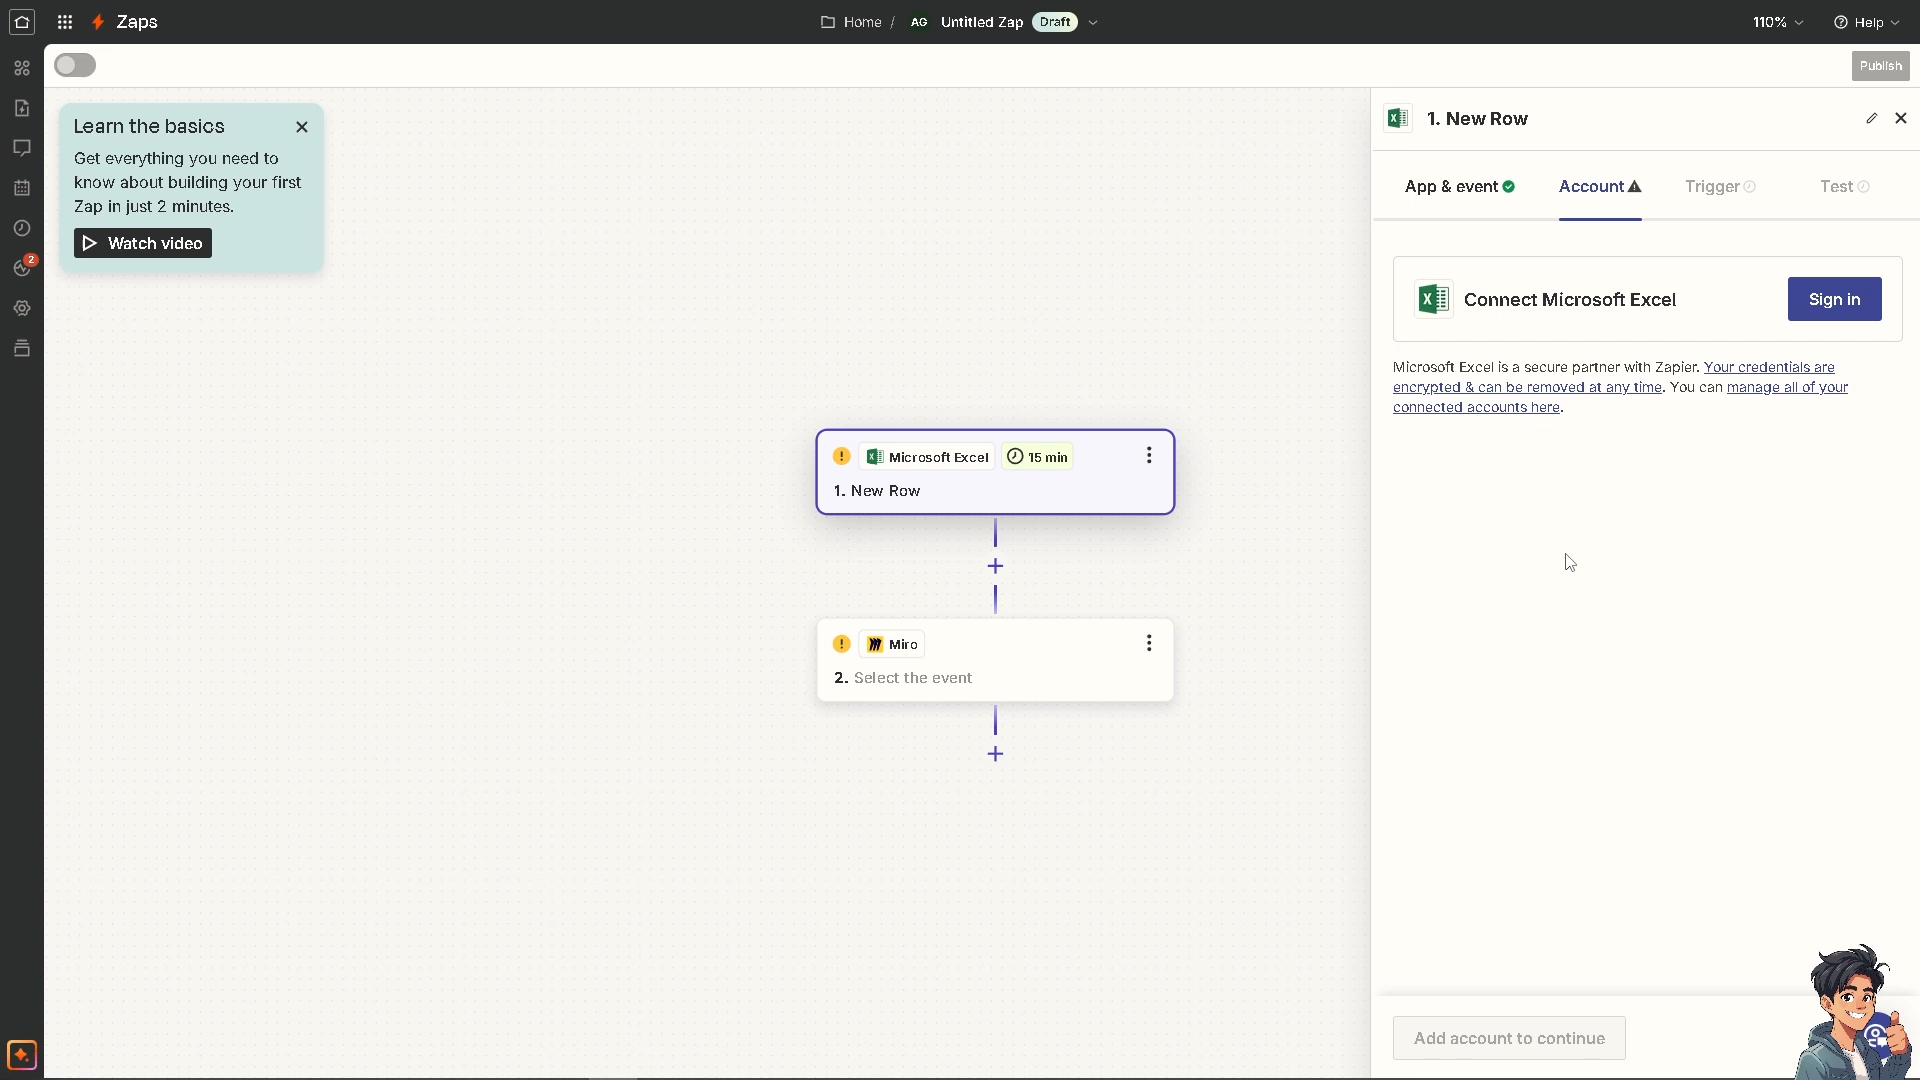 Zaps
Home / AG Untitled Zap Draft
110%
Help
Publish
Learn the basics
Get everything you need to
know about building your first
Zap in just 2 minutes.
Watch video
2
Microsoft Excel 15 min
1. New Row
Miro
2. Select the event
1. New Row
App & event
Account
Trigger
Test
Connect Microsoft Excel
Sign in
Microsoft Excel is a secure partner with Zapier. Your credentials are
encrypted & can be removed at any time. You can manage all of your
connected accounts here.
Add account to continue